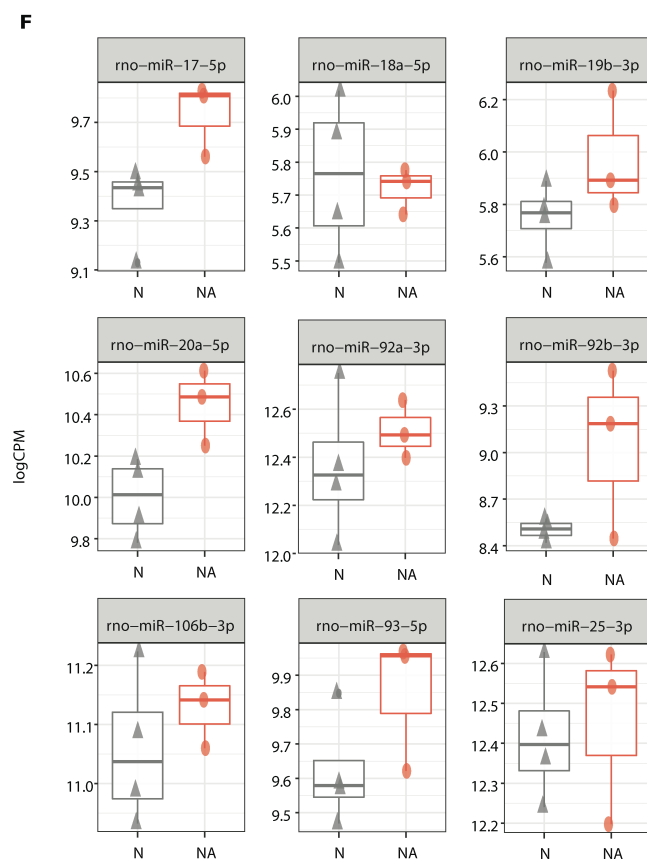 F
rno-miR-17-5p
rno-miR-18a-5p
rno-miR-19b-3p
9.7
9.5
9.3
9.1
6.0
5.9
5.8
5.7
5.6
5.5
6.2
6.0
5.8
5.6
N NA
N NA
N NA
rno-miR-20a-5p
rno-miR-92a-3p
rno-miR-92b-3p
logCPM
10.6
10.4
10.2
10.0
9.8
12.6
12.4
12.2
12.0
9.3
9.0
8.7
8.4
N NA
N NA
N NA
rno-miR-106b-3p
rno-miR-93-5p
rno-miR-25-3p
11.2
11.1
11.0
9.9
9.8
9.7
9.6
9.5
12.6
12.5
12.4
12.3
12.2
N NA
N NA
N NA